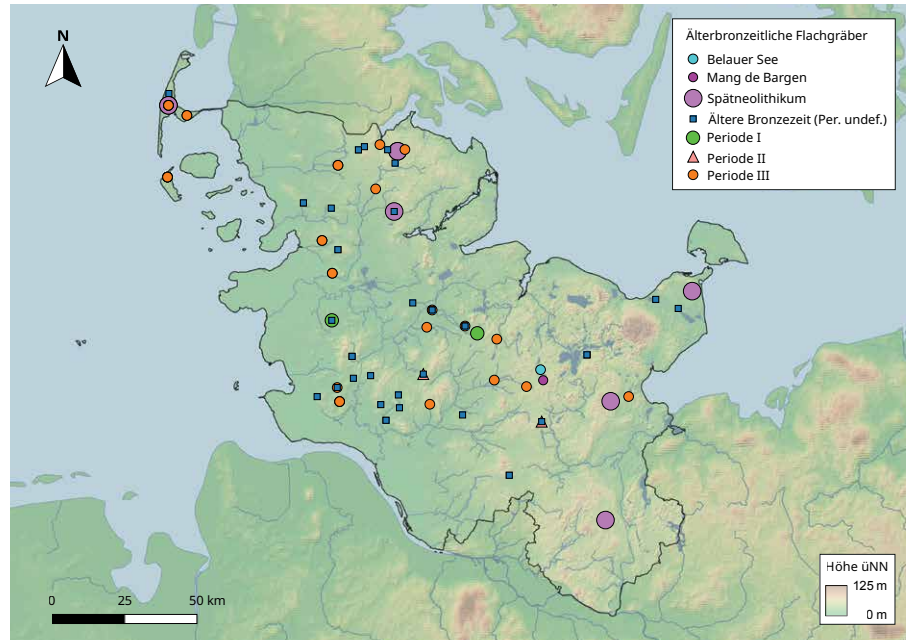 N
Älterbronzeitliche Flachgräber
Belauer See
Mang de Bargen
Spätneolithikum
Ältere Bronzezeit (Per. undef.)
Periode I
Periode II
Periode III
Höhe üNN
125 m
0 m
0 25 50 km